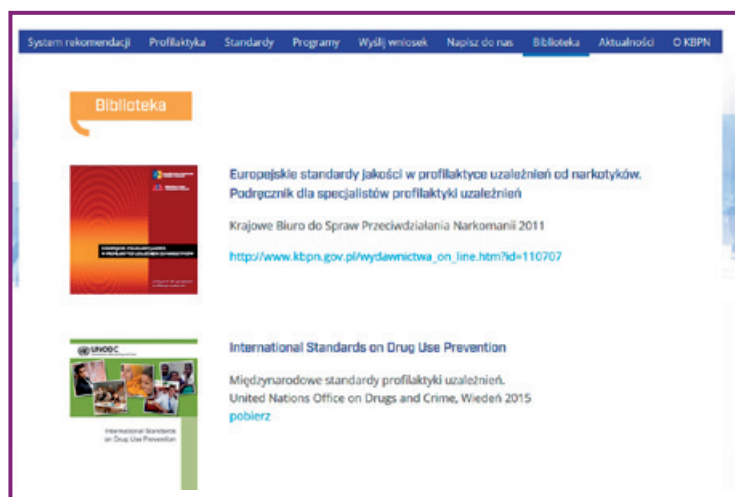 System rekomendacji Profilaktyka Standardy Programy Wyślij wniosek Napisz do nas Biblioteka Aktualności O KBPN
Biblioteka
Europejskie standardy jakości w profilaktyce uzależnień od narkotyków.
Podręcznik dla specjalistów profilaktyki uzależnień
Krajowe Biuro do Spraw Przeciwdziałania Narkomanii 2011
http://www.kbpn.gov.pl/wydawnictwa_on_line.htm?id=110707
UNODC
International Standards
on Drug Use Prevention
International Standards on Drug Use Prevention
Międzynarodowe standardy profilaktyki uzależnień.
United Nations Office on Drugs and Crime, Wiedeń 2015
pobierz